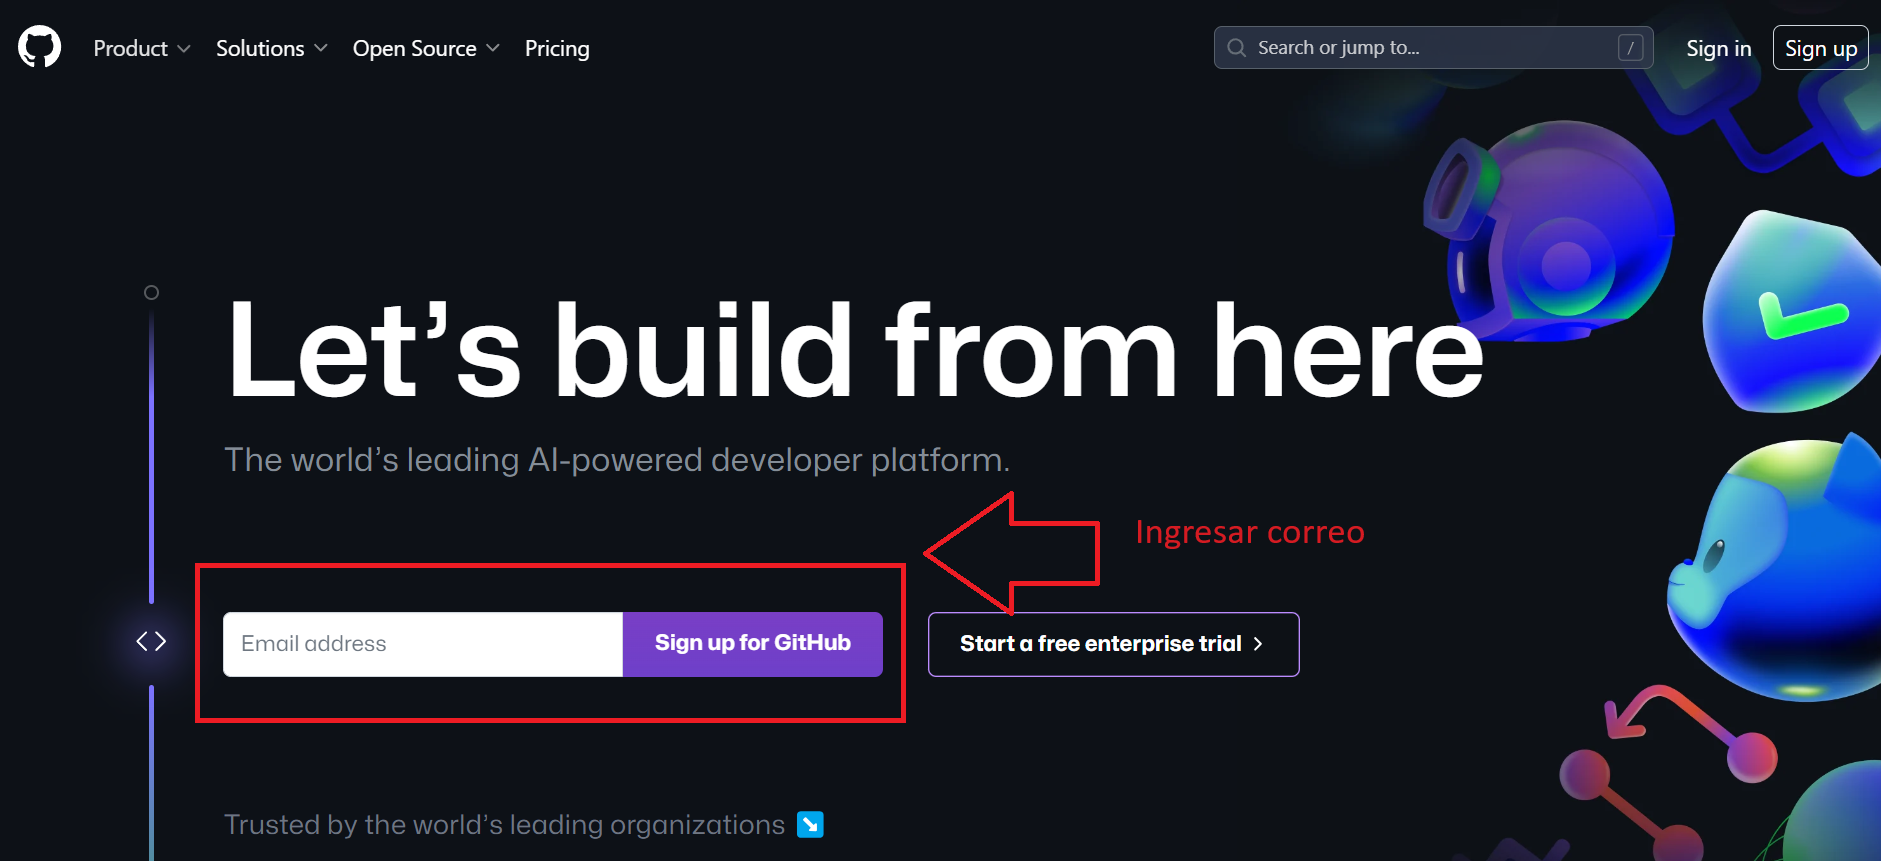 Product Solutions Open Source Pricing Search or jump to... / Sign in Sign up
Let’s build from here
The world’s leading AI-powered developer platform.
Ingresar correo
Email address Sign up for GitHub Start a free enterprise trial
Trusted by the world’s leading organizations